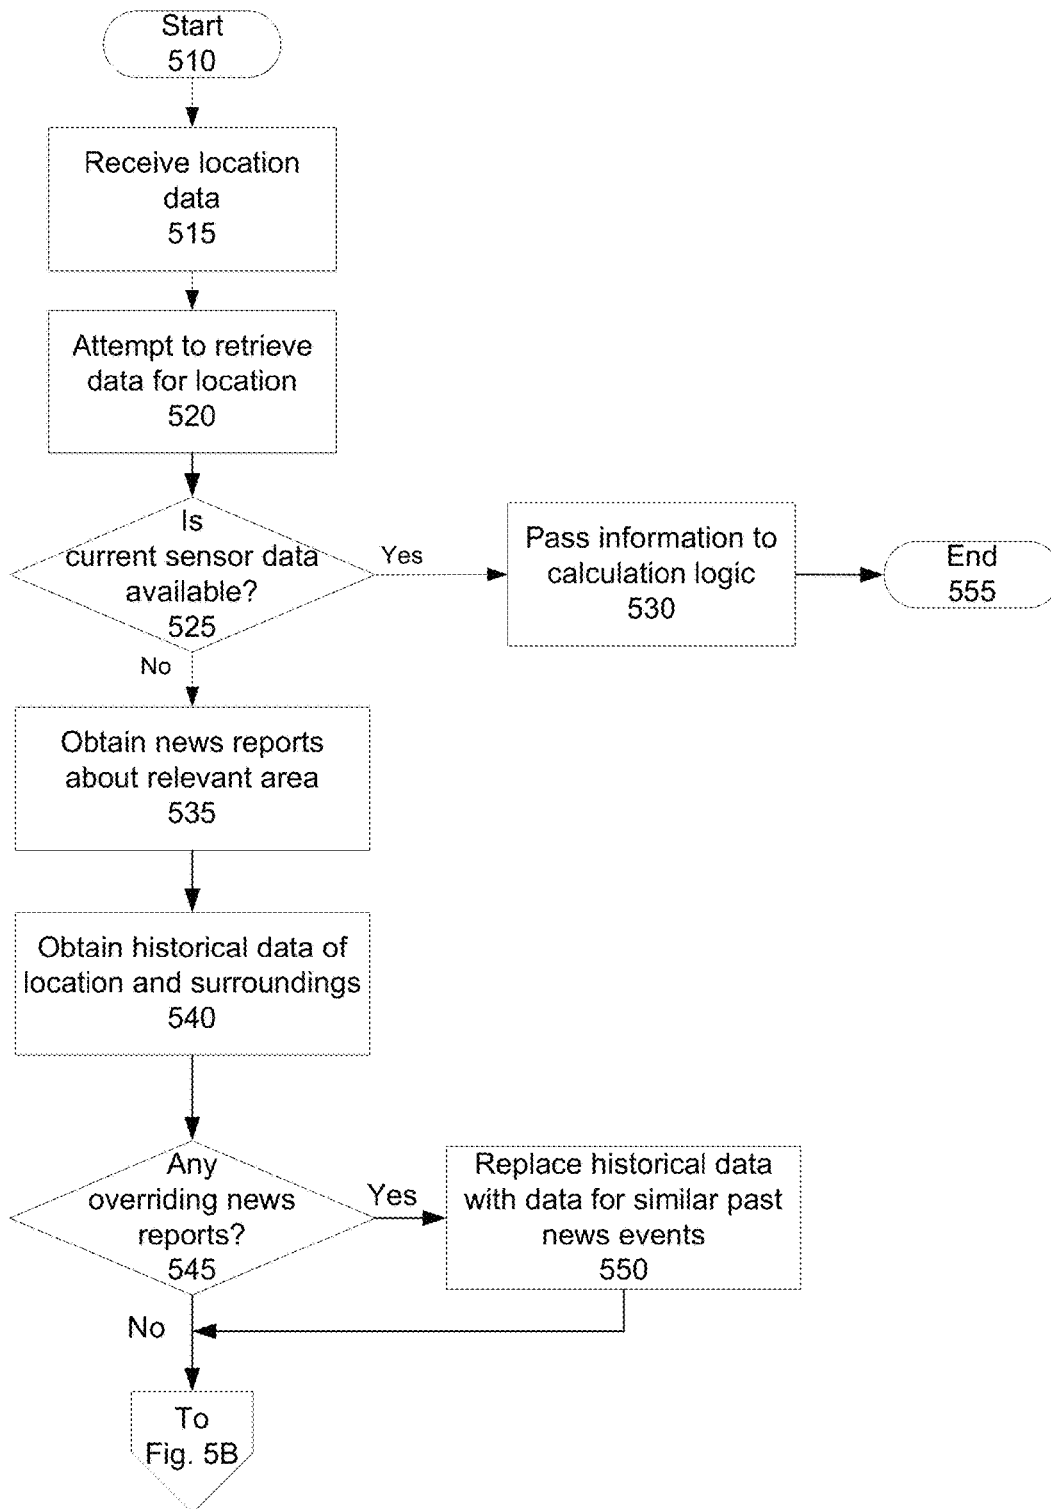 Start
510
Receive location
data
515
Attempt to retrieve
data for location
520
Is
current sensor data
available?
525
Yes
Pass information to
calculation logic
530
End
555
No
Obtain news reports
about relevant area
535
Obtain historical data of
location and surroundings
540
Any
overriding news
reports?
545
Yes
Replace historical data
with data for similar past
news events
550
No
To
Fig. 5B